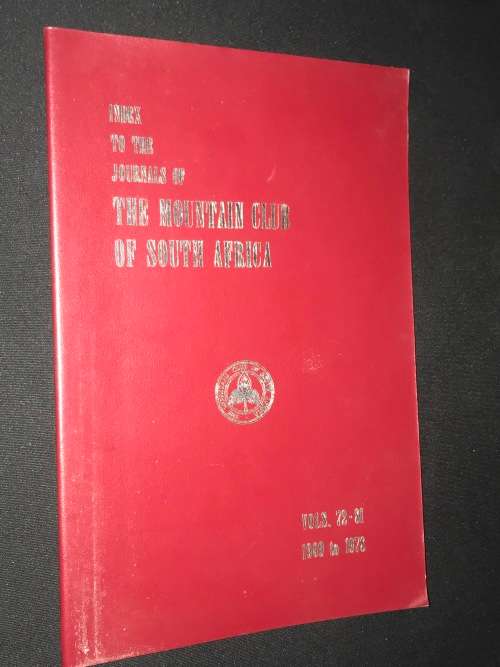 INDEX
TO THE
JOURNALS OF
THE MOUNTAIN CLUB
OF SOUTH AFRICA
VOLS. 72-81
1969 to 1978